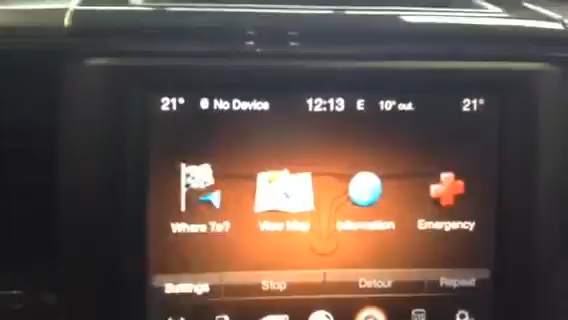 21° No Device 12:13 E 10° out. 21°
Where To? View Map Information Emergency
Settings Stop Detour Repeat